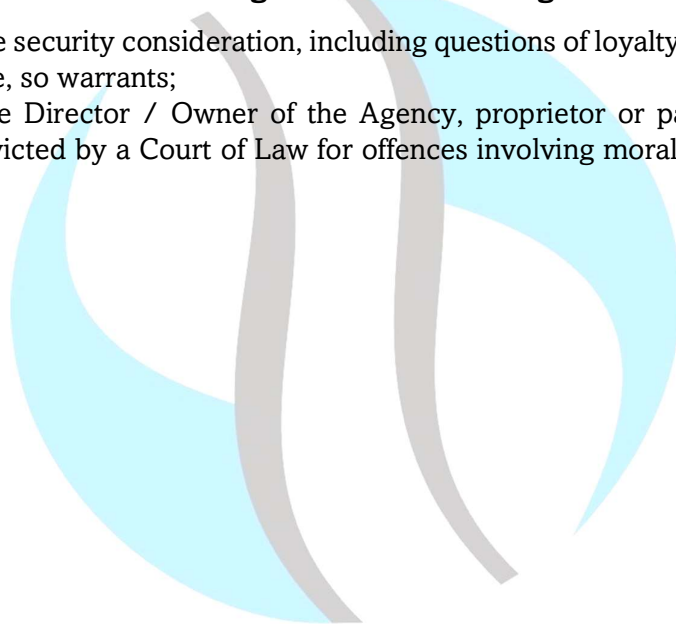 e security consideration, including questions of loyalty
e, so warrants;
e Director / Owner of the Agency, proprietor or pa
victed by a Court of Law for offences involving moral